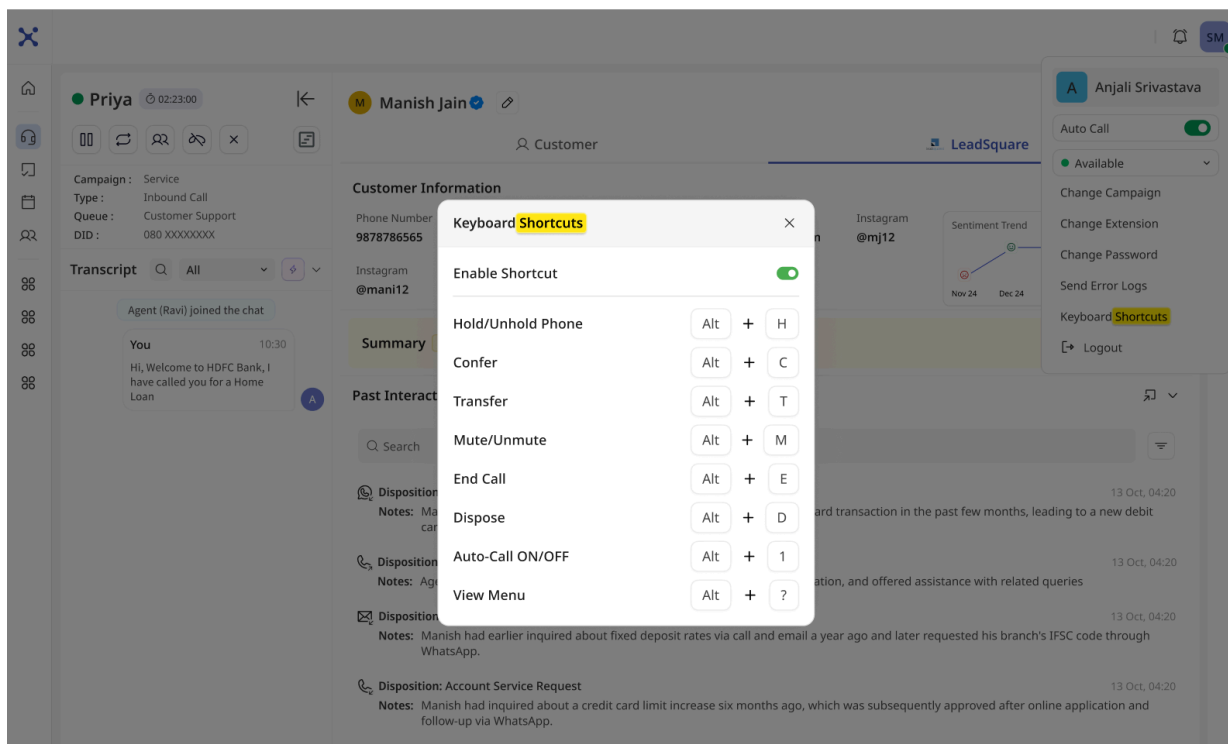 SM
Priya 02:23:00
Campaign : Service
Type : Inbound Call
Queue : Customer Support
DID : 080 XXXXXXXX
Transcript All
Agent (Ravi) joined the chat
You 10:30
Hi, Welcome to HDFC Bank, I
have called you for a Home
Loan
A
M Manish Jain
Customer LeadSquare
Customer Information
Phone Number
9878786565
Instagram
@mj12
Instagram
@mani12
Sentiment Trend
Nov 24 Dec 24
Summary
Past Interact
Search
Disposition 13 Oct, 04:20
Notes: Ma ard transaction in the past few months, leading to a new debit
car
Disposition 13 Oct, 04:20
Notes: Age ation, and offered assistance with related queries
Disposition 13 Oct, 04:20
Notes: Manish had earlier inquired about fixed deposit rates via call and email a year ago and later requested his branch's IFSC code through
WhatsApp.
Disposition: Account Service Request 13 Oct, 04:20
Notes: Manish had inquired about a credit card limit increase six months ago, which was subsequently approved after online application and
follow-up via WhatsApp.
Keyboard Shortcuts
Enable Shortcut
Hold/Unhold Phone Alt + H
Confer Alt + C
Transfer Alt + T
Mute/Unmute Alt + M
End Call Alt + E
Dispose Alt + D
Auto-Call ON/OFF Alt + 1
View Menu Alt + ?
A Anjali Srivastava
Auto Call
Available
Change Campaign
Change Extension
Change Password
Send Error Logs
Keyboard Shortcuts
Logout